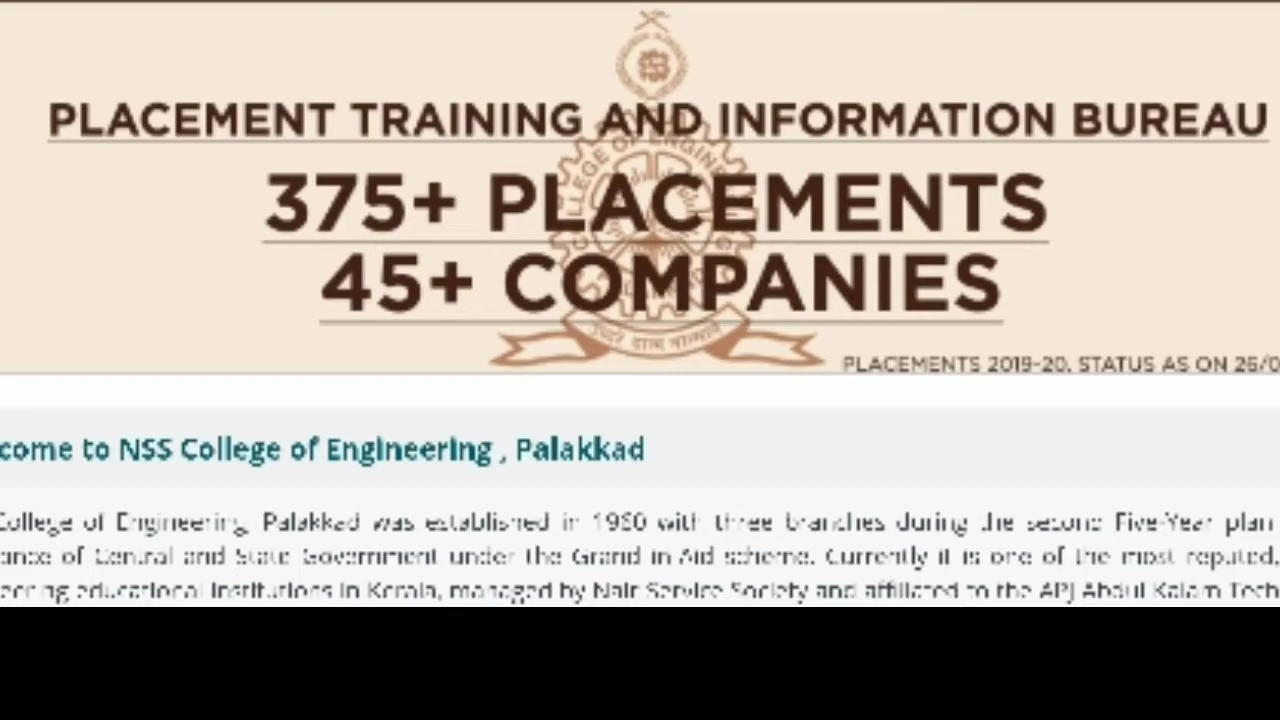 PLACEMENT TRAINING AND INFORMATION BUREAU
375+ PLACEMENTS
45+ COMPANIES
PLACEMENTS 2019-20. STATUS AS ON 26/0
come to NSS College of Engineering , Palakkad
College of Engineering, Palakkad was established in 1960 with three branches during the second Five-Year plan
ance of Central and State Government under the Grand-in-Aid scheme. Currently it is one of the most reputed,
eering educational institutions in Kerala, managed by Nair Service Society and affiliated to the APJ Abdul Kalam Tech